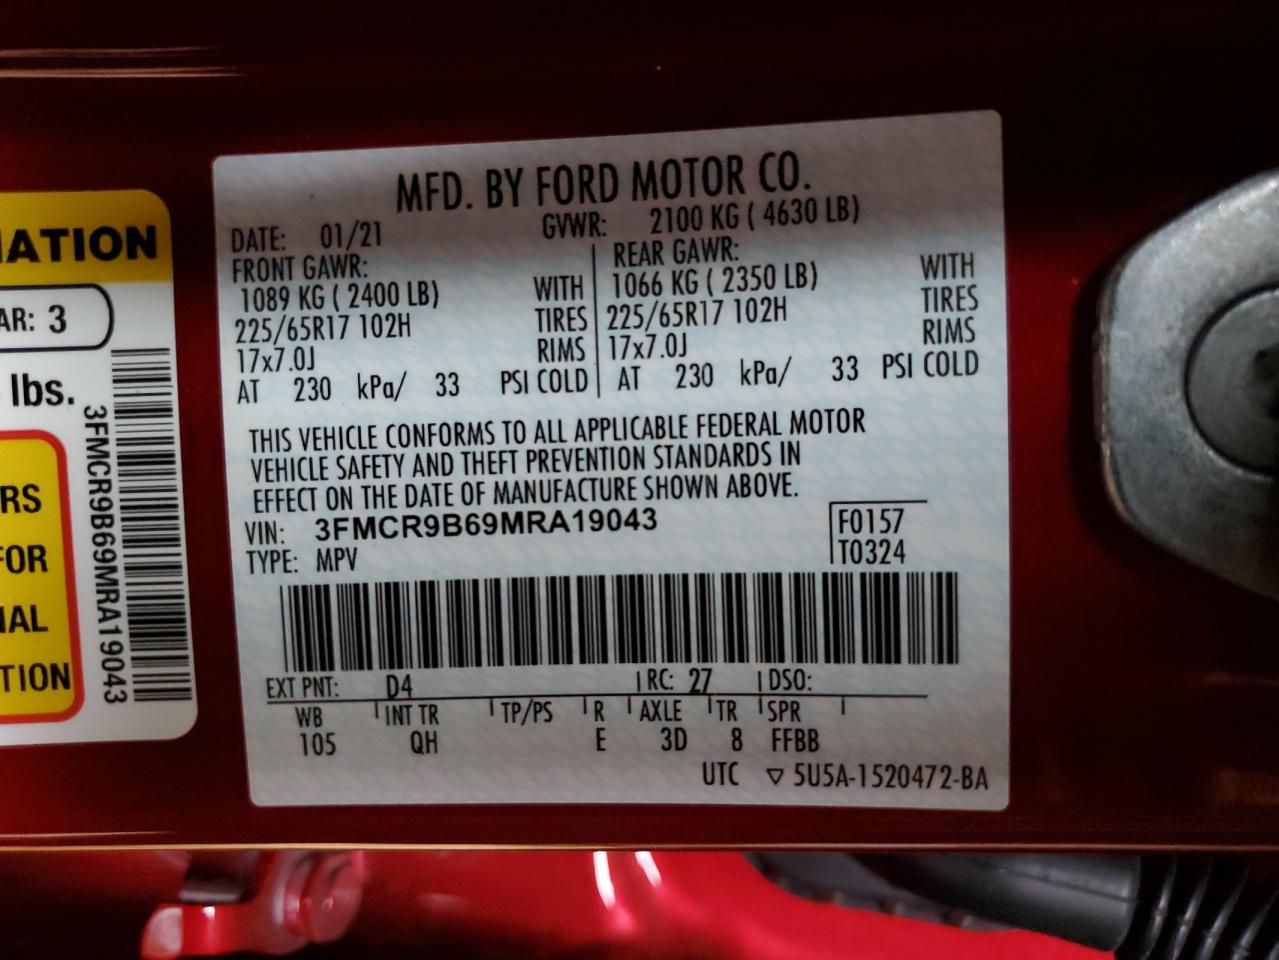 IATION
AR: 3
lbs.
RS
FOR
IAL
TION
3FMCR9B69MRA19043
MFD. BY FORD MOTOR CO.
DATE: 01/21 GVWR: 2100 KG ( 4630 LB)
FRONT GAWR: REAR GAWR:
1089 KG ( 2400 LB) WITH 1066 KG ( 2350 LB) WITH
225/65R17 102H TIRES 225/65R17 102H TIRES
17x7.0J RIMS 17x7.0J RIMS
AT 230 kPa/ 33 PSI COLD AT 230 kPa/ 33 PSI COLD
THIS VEHICLE CONFORMS TO ALL APPLICABLE FEDERAL MOTOR
VEHICLE SAFETY AND THEFT PREVENTION STANDARDS IN
EFFECT ON THE DATE OF MANUFACTURE SHOWN ABOVE.
VIN: 3FMCR9B69MRA19043 F0157
TYPE: MPV T0324
EXT PNT: D4 RC: 27 DSO:
WB INT TR TP/PS R AXLE TR SPR
105 QH E 3D 8 FFBB
UTC ▽ 5U5A-1520472-BA